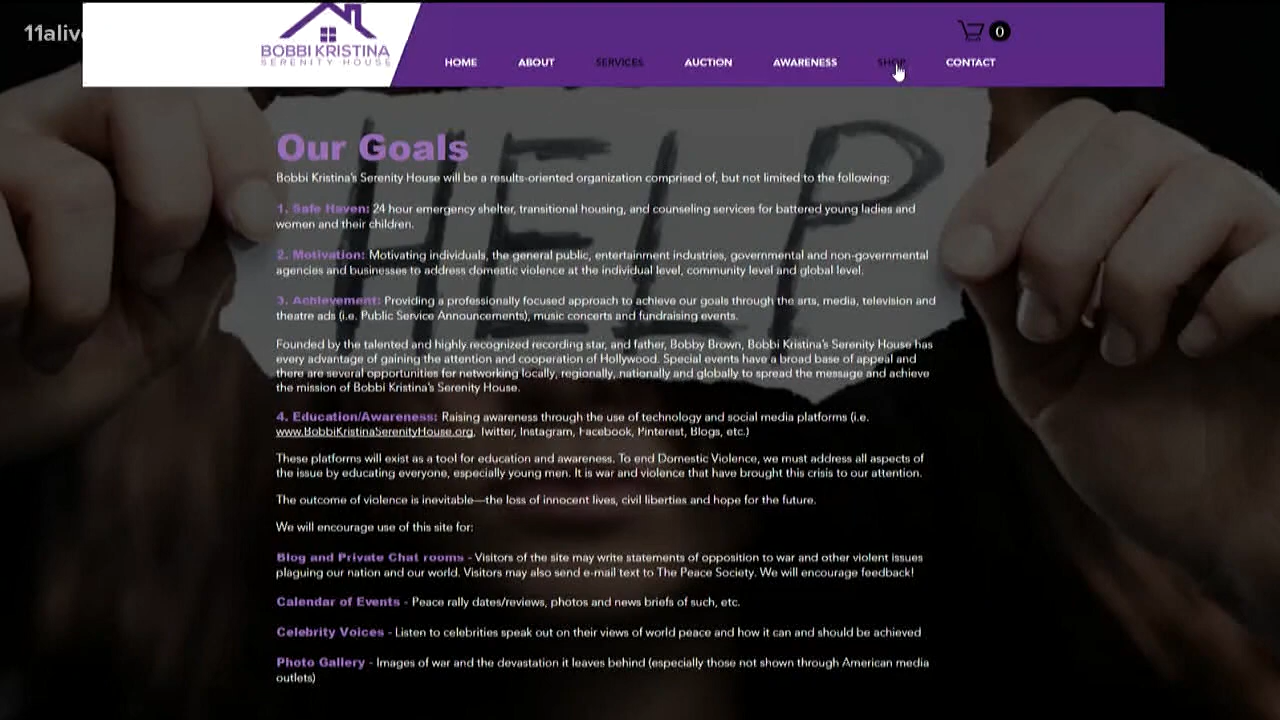 11alive
BOBBI KRISTINA
SERENITY HOUSE
0
HOME ABOUT SERVICES AUCTION AWARENESS SHOP CONTACT
HELP
Our Goals
Bobbi Kristina's Serenity House will be a results-oriented organization comprised of, but not limited to the following:
1. Safe Haven: 24 hour emergency shelter, transitional housing, and counseling services for battered young ladies and
women and their children.
2. Motivation: Motivating individuals, the general public, entertainment industries, governmental and non-governmental
agencies and businesses to address domestic violence at the individual level, community level and global level.
3. Achievement: Providing a professionally focused approach to achieve our goals through the arts, media, television and
theatre ads (i.e. Public Service Announcements), music concerts and fundraising events.
Founded by the talented and highly recognized recording star, and father, Bobby Brown, Bobbi Kristina's Serenity House has
every advantage of gaining the attention and cooperation of Hollywood. Special events have a broad base of appeal and
there are several opportunities for networking locally, regionally, nationally and globally to spread the message and achieve
the mission of Bobbi Kristina's Serenity House.
4. Education/Awareness: Raising awareness through the use of technology and social media platforms (i.e.
www.BobbiKristinaSerenityHouse.org, Twitter, Instagram, Facebook, Pinterest, Blogs, etc.)
These platforms will exist as a tool for education and awareness. To end Domestic Violence, we must address all aspects of
the issue by educating everyone, especially young men. It is war and violence that have brought this crisis to our attention.
The outcome of violence is inevitable—the loss of innocent lives, civil liberties and hope for the future.
We will encourage use of this site for:
Blog and Private Chat rooms - Visitors of the site may write statements of opposition to war and other violent issues
plaguing our nation and our world. Visitors may also send e-mail text to The Peace Society. We will encourage feedback!
Calendar of Events - Peace rally dates/reviews, photos and news briefs of such, etc.
Celebrity Voices - Listen to celebrities speak out on their views of world peace and how it can and should be achieved
Photo Gallery - Images of war and the devastation it leaves behind (especially those not shown through American media
outlets)